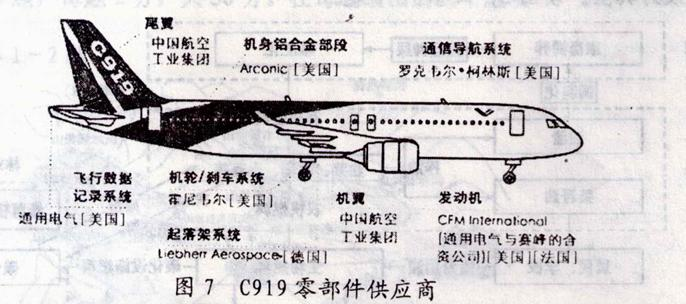 尾翼
中国航空
工业集团
机身铝合金部段
Arconic [美国]
通信导航系统
罗克韦尔•柯林斯[美国]
C919
飞行数据
记录系统
通用电气[美国]
机轮/刹车系统
霍尼韦尔[美国]
起落架系统
Liebherr Aerospace-[德国]
机翼
中国航空
工业集团
发动机
CFM International
[通用电气与赛峰的合
资公司][美国][法国]
图 7 C919 零部件供应商